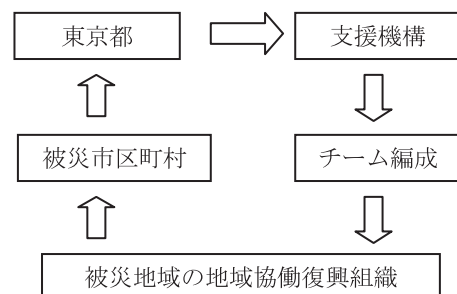 東京都
支援機構
被災市区町村
チーム編成
被災地域の地域協働復興組織